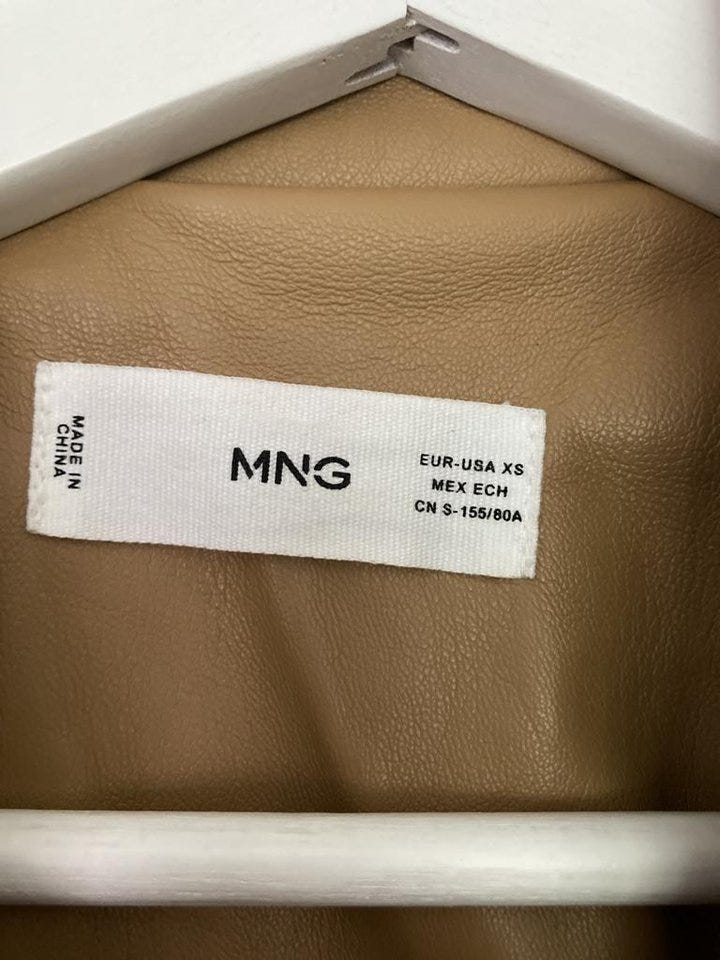 MADE IN
CHINA
MNG
EUR-USA XS
MEX ECH
CN S-155/80A